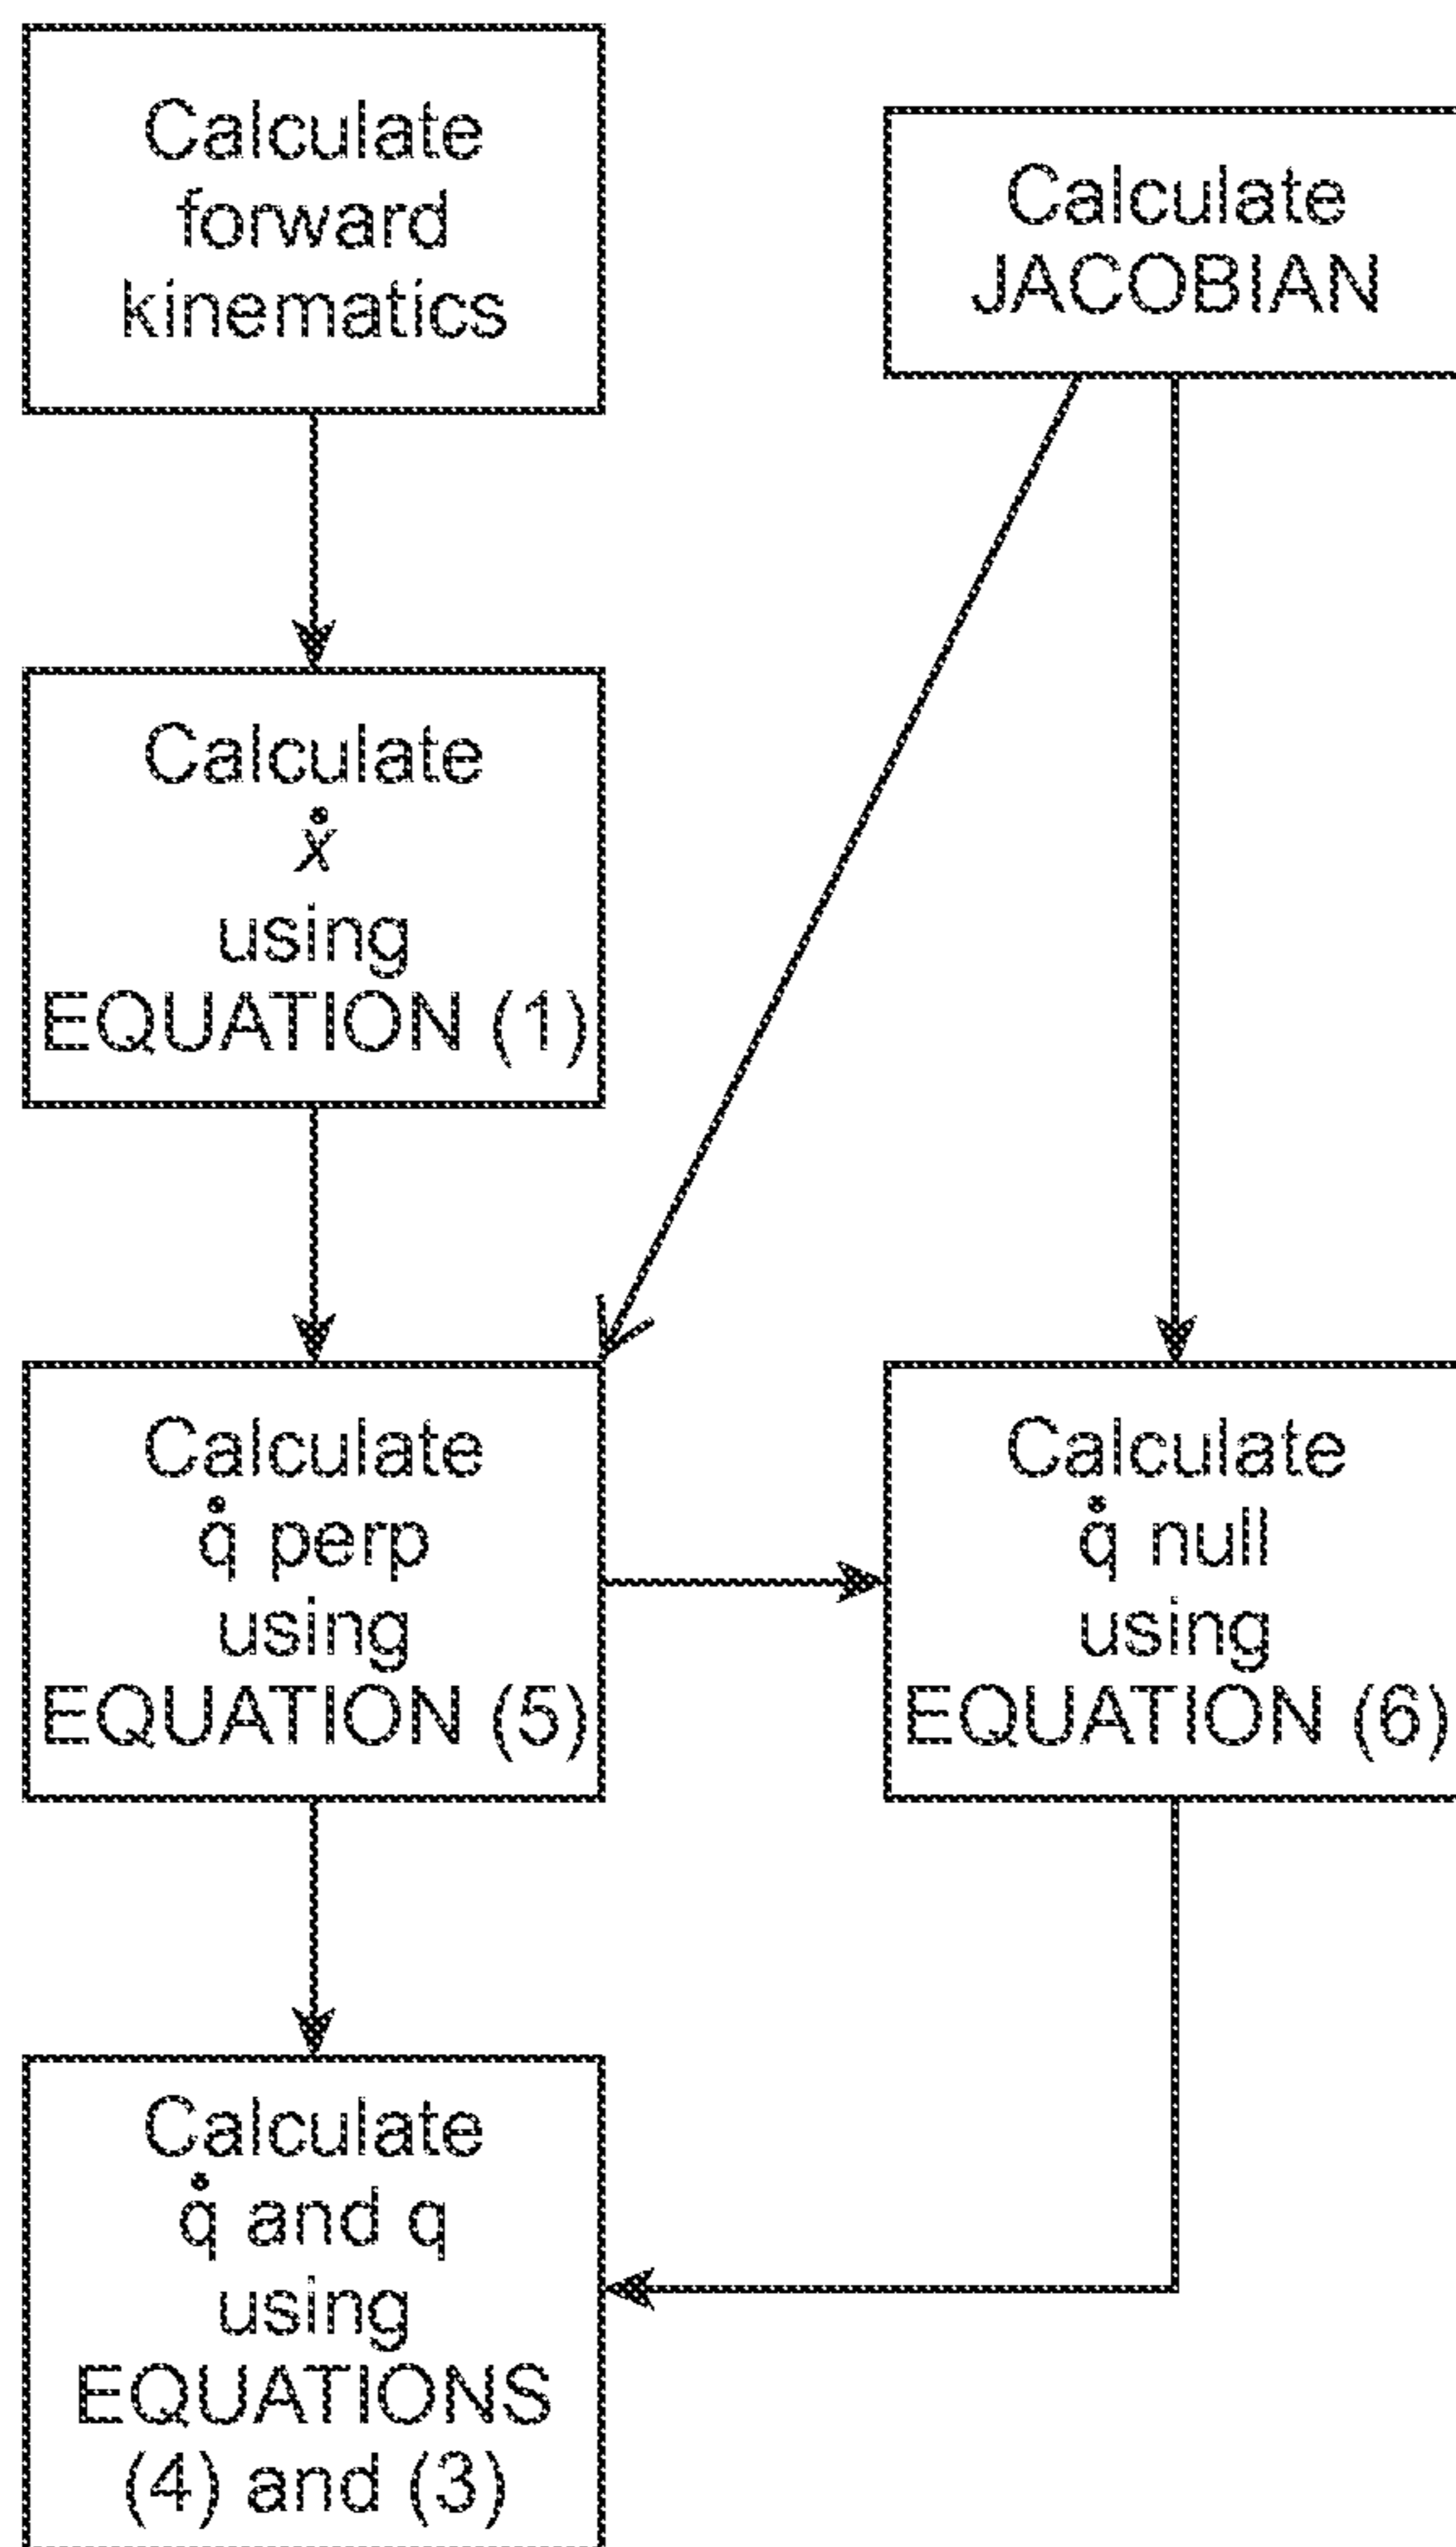 Calculate
forward
kinematics
Calculate
JACOBIAN
Calculate
ẋ
using
EQUATION (1)
Calculate
q̇ perp
using
EQUATION (5)
Calculate
q̇ null
using
EQUATION (6)
Calculate
q̇ and q
using
EQUATIONS
(4) and (3)